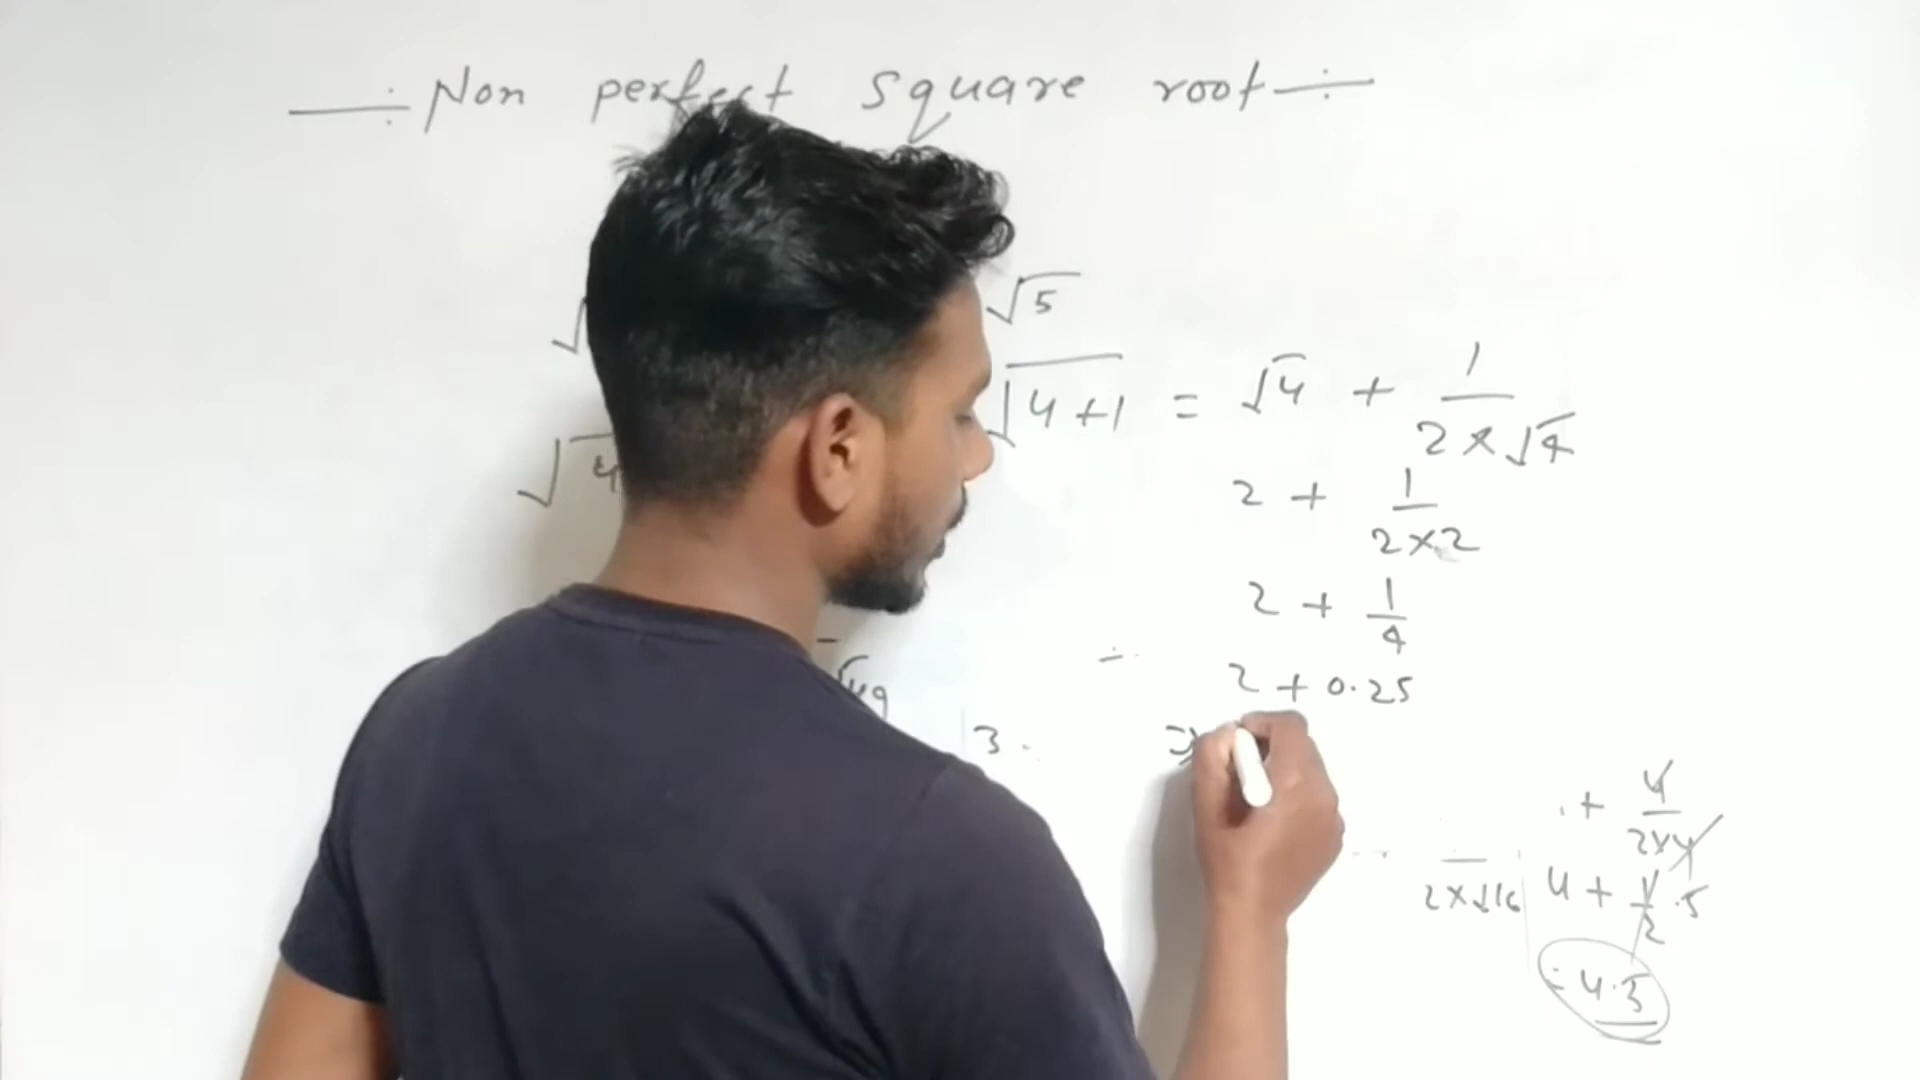 Non perfect square root
√5
√4+1 = √4 + 1/2×√4
√4
2 + 1/2×2
2 + 1/4
2 + 0.25
√49
3.
⇒
+ 4/2×4
2×√16
4 + 1/2 .5
= 4.5